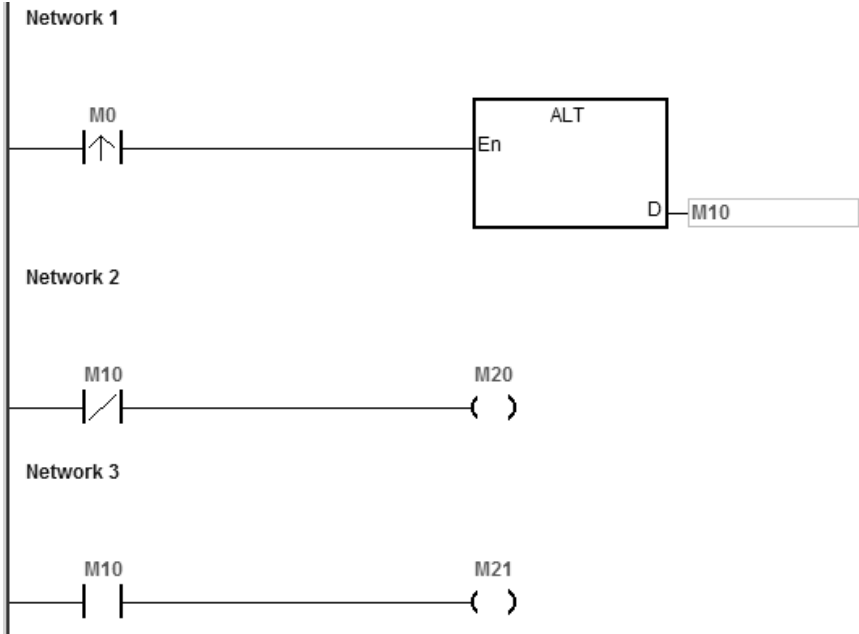 Network 1
M0
ALT
En
D
M10
Network 2
M10 M20
Network 3
M10 M21